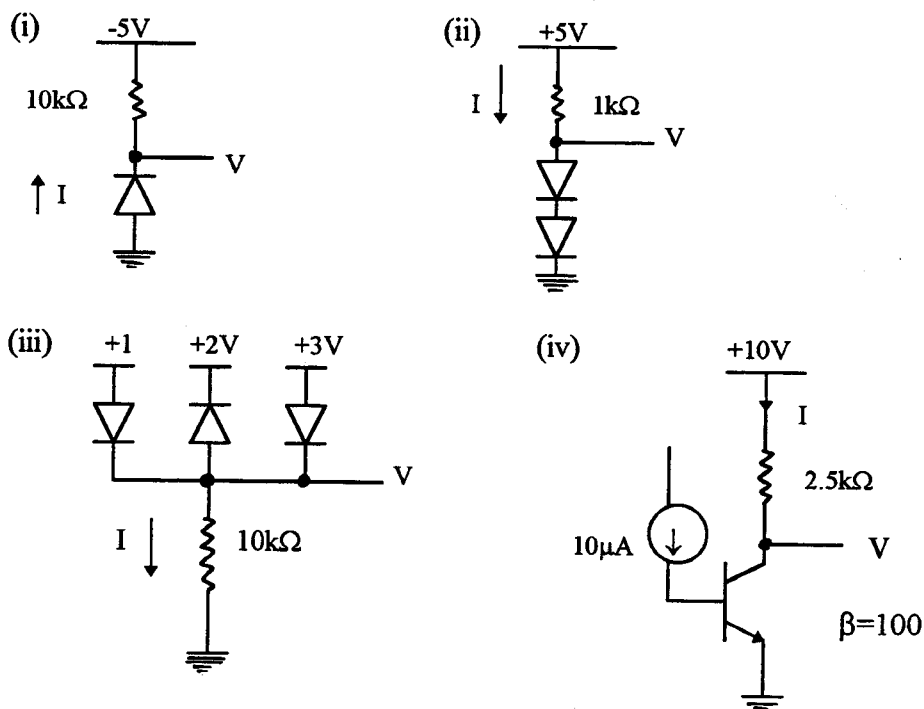 (i)
-5V
10kΩ
V
I
(ii)
+5V
I
1kΩ
V
(iii)
+1
+2V
+3V
V
I
10kΩ
(iv)
+10V
I
2.5kΩ
10μA
V
β=100